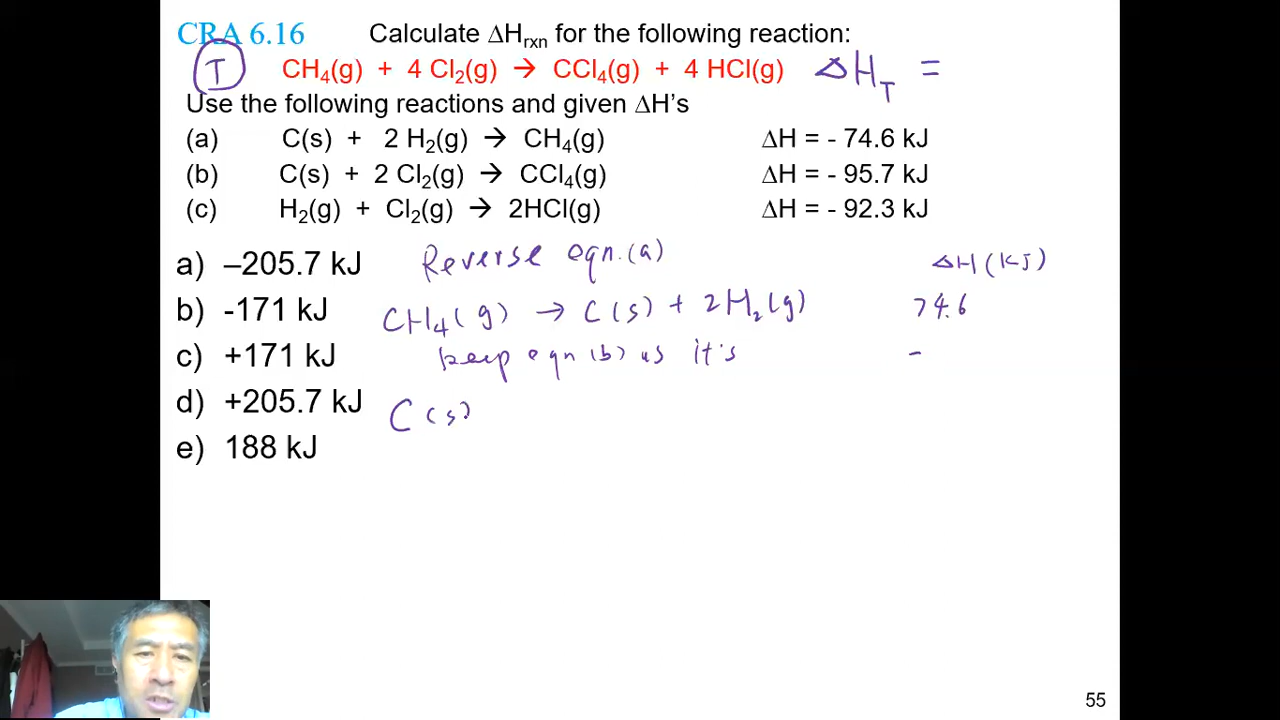 CRA 6.16 Calculate ΔHrxn for the following reaction:
T CH₄(g) + 4 Cl₂(g) → CCl₄(g) + 4 HCl(g) ΔH_T =
Use the following reactions and given ΔH's
(a) C(s) + 2 H₂(g) → CH₄(g) ΔH = - 74.6 kJ
(b) C(s) + 2 Cl₂(g) → CCl₄(g) ΔH = - 95.7 kJ
(c) H₂(g) + Cl₂(g) → 2HCl(g) ΔH = - 92.3 kJ
a) –205.7 kJ Reverse eqn.(a) ΔH(KJ)
b) -171 kJ CH₄(g) → C(s) + 2H₂(g) 74.6
c) +171 kJ keep eqn (b) as it's -
d) +205.7 kJ C(s)
e) 188 kJ
55